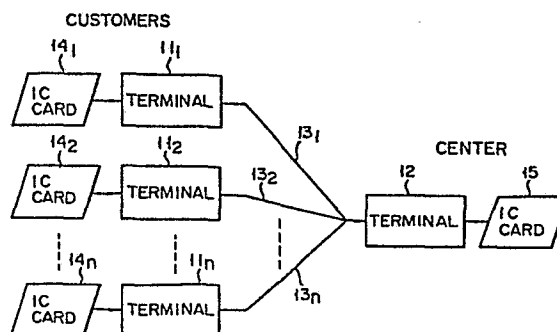 CUSTOMERS
14₁
11₁
IC CARD
TERMINAL
13₁
14₂
11₂
IC CARD
TERMINAL
13₂
CENTER
12
15
TERMINAL
IC CARD
14n
11n
13n
IC CARD
TERMINAL